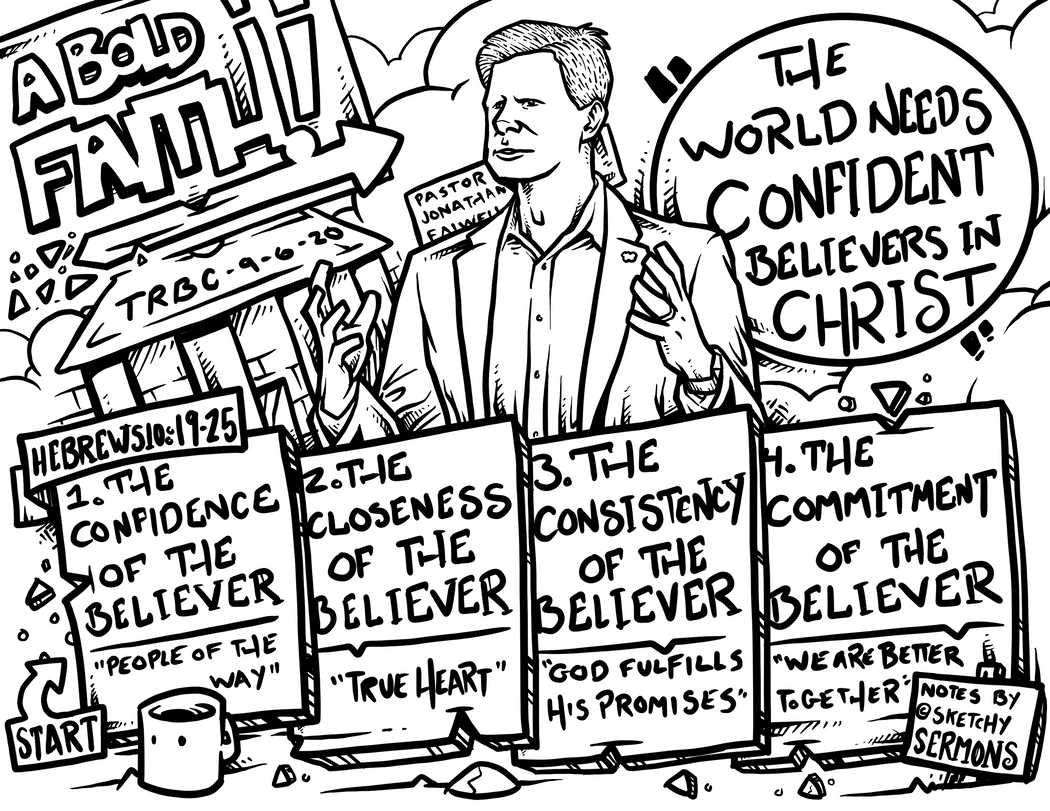 A BOLD
FAITH!!
TRBC-9-6-20
PASTOR
JONATHAN
FALWELL
"THE
WORLD NEEDS
CONFIDENT
BELIEVERS IN
CHRIST"
HEBREWS 10:19-25
1. THE
CONFIDENCE
OF THE
BELIEVER
"PEOPLE OF THE
WAY"
START
2. THE
CLOSENESS
OF THE
BELIEVER
"TRUE HEART"
3. THE
CONSISTENCY
OF THE
BELIEVER
"GOD FULFILLS
HIS PROMISES"
4. THE
COMMITMENT
OF THE
BELIEVER
"WE ARE BETTER
TOGETHER"
NOTES BY
@SKETCHY
SERMONS